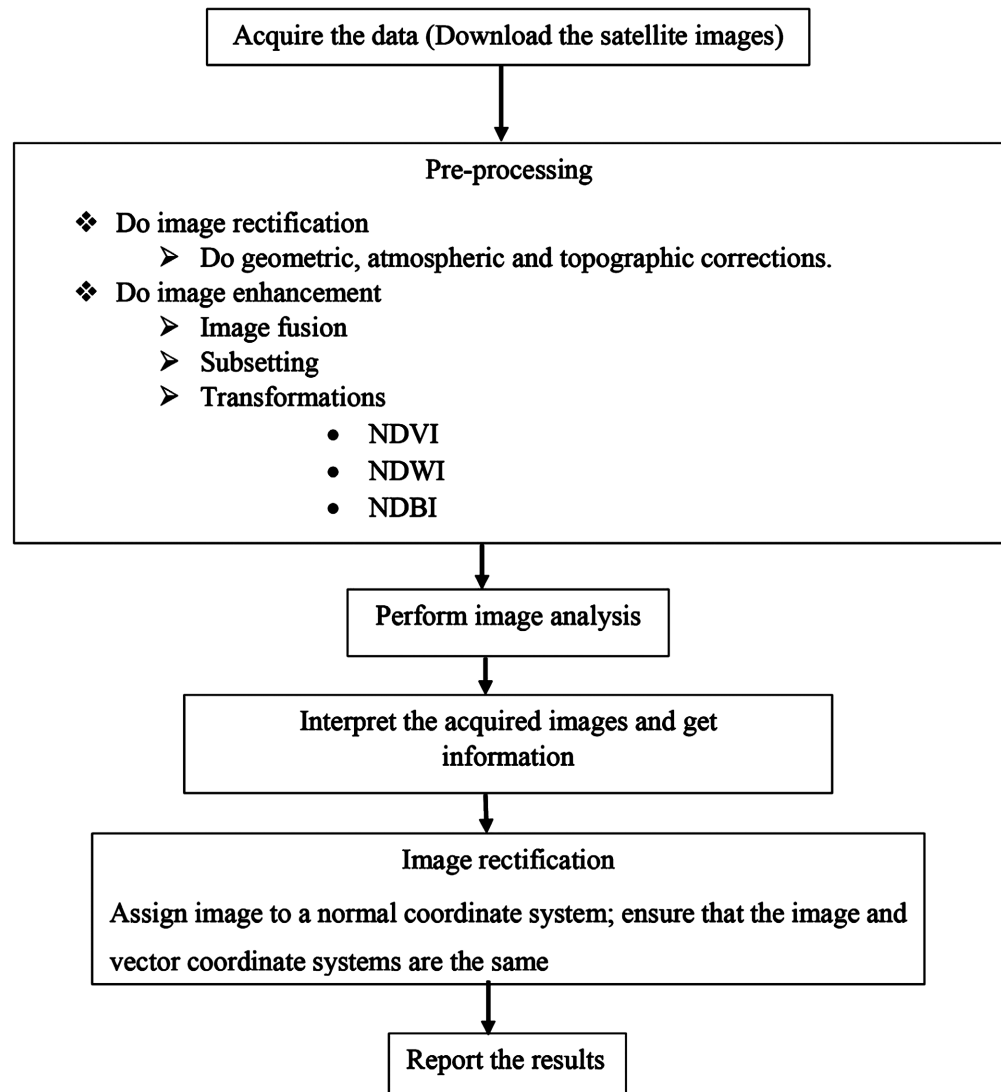 Acquire the data (Download the satellite images)
Pre-processing
❖ Do image rectification
➢ Do geometric, atmospheric and topographic corrections.
❖ Do image enhancement
➢ Image fusion
➢ Subsetting
➢ Transformations
• NDVI
• NDWI
• NDBI
Perform image analysis
Interpret the acquired images and get
information
Image rectification
Assign image to a normal coordinate system; ensure that the image and
vector coordinate systems are the same
Report the results